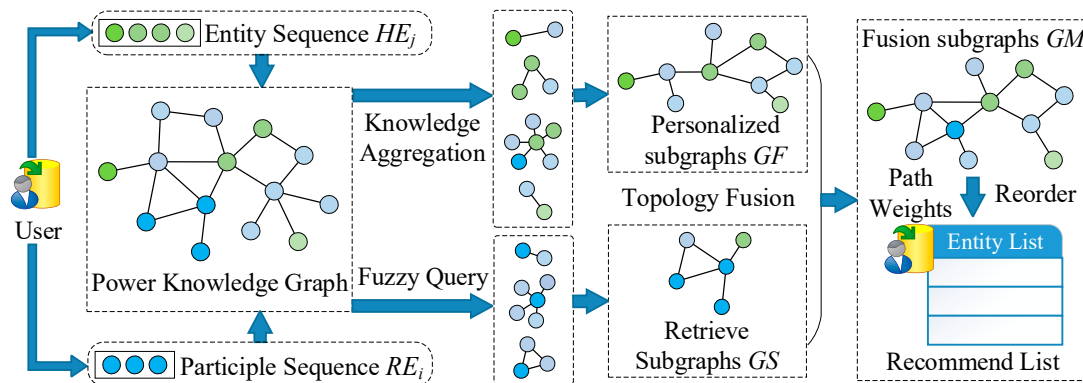 Entity Sequence HEj
User
Power Knowledge Graph
Participle Sequence REi
Knowledge
Aggregation
Fuzzy Query
Personalized
subgraphs GF
Topology Fusion
Retrieve
Subgraphs GS
Fusion subgraphs GM
Path
Weights
Reorder
Entity List
Recommend List